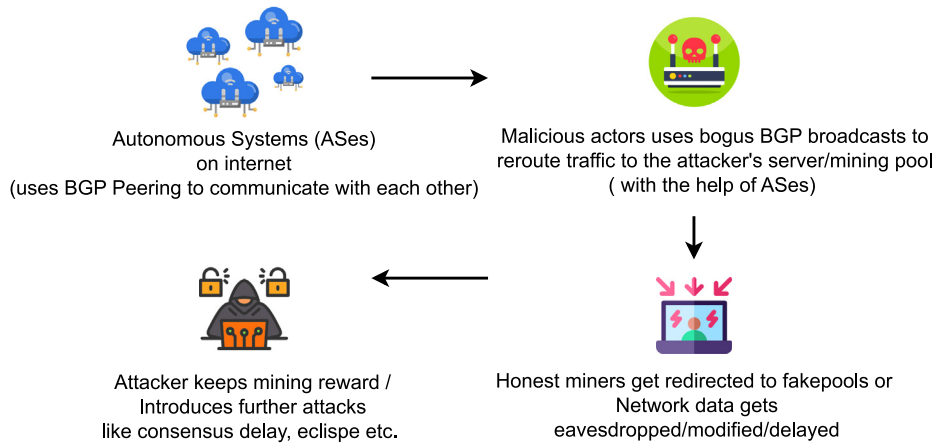 Autonomous Systems (ASes)
on internet
(uses BGP Peering to communicate with each other)
Malicious actors uses bogus BGP broadcasts to
reroute traffic to the attacker's server/mining pool
( with the help of ASes)
Attacker keeps mining reward /
Introduces further attacks
like consensus delay, eclispe etc.
Honest miners get redirected to fakepools or
Network data gets
eavesdropped/modified/delayed